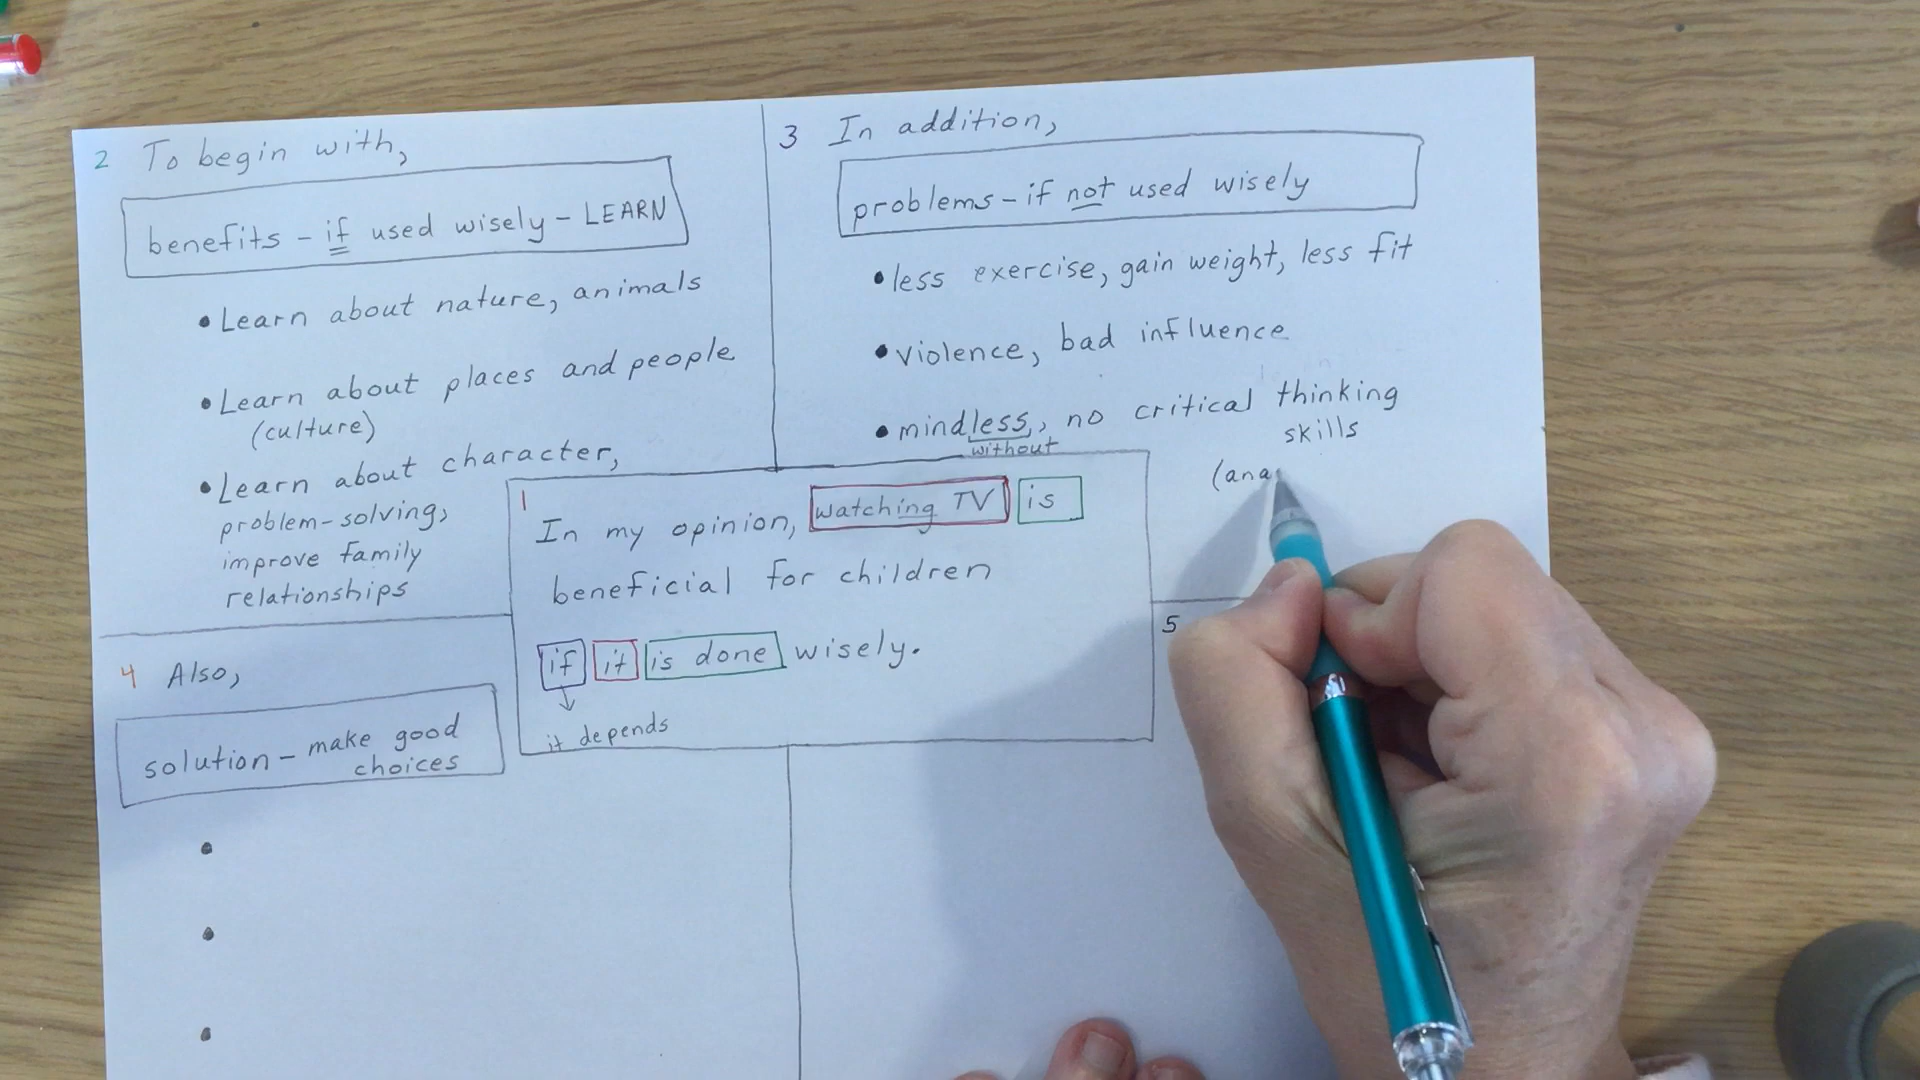 2 To begin with,
benefits - if used wisely - LEARN
• Learn about nature, animals
• Learn about places and people
(culture)
• Learn about character,
problem-solving,
improve family
relationships
3 In addition,
problems - if not used wisely
• less exercise, gain weight, less fit
• violence, bad influence
• mindless, no critical thinking
skills
without
(ana
1
In my opinion, watching TV is
beneficial for children
if it is done wisely.
it depends
4 Also,
solution - make good
choices
•
•
•
5